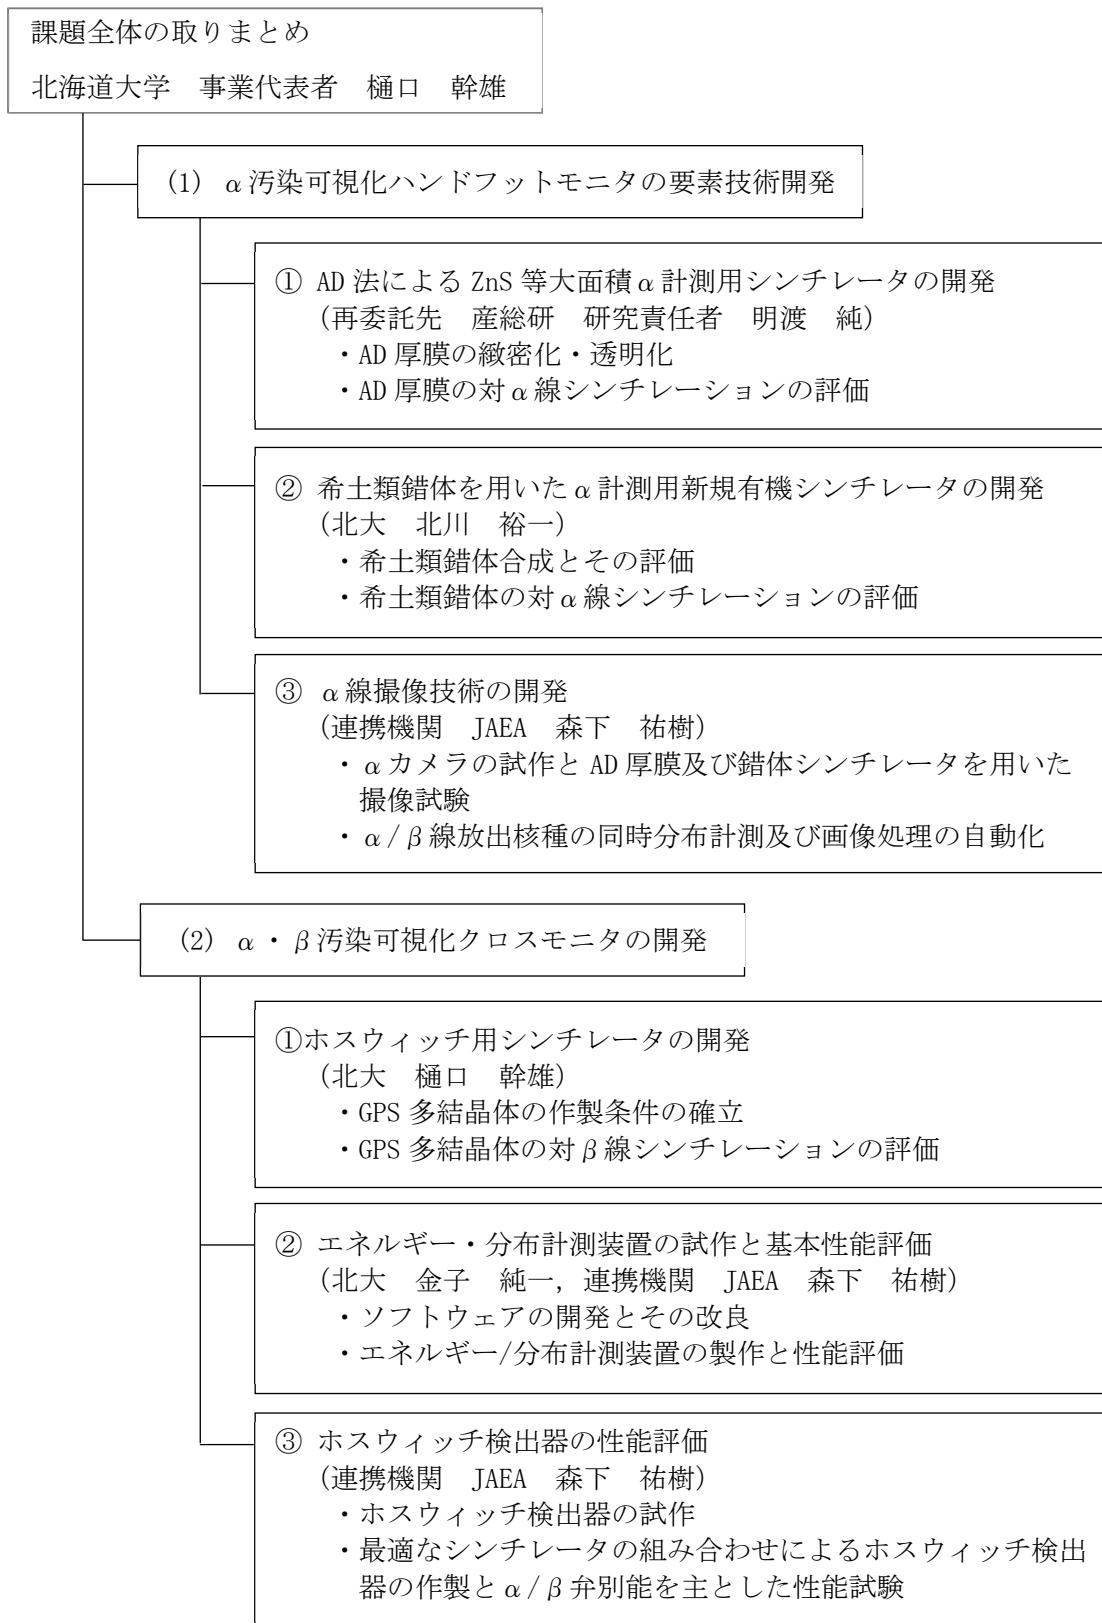 課題全体の取りまとめ
北海道大学　事業代表者　樋口　幹雄
(1) α汚染可視化ハンドフットモニタの要素技術開発
① AD法によるZnS等大面積α計測用シンチレータの開発
(再委託先　産総研　研究責任者　明渡　純)
・AD厚膜の緻密化・透明化
・AD厚膜の対α線シンチレーションの評価
② 希土類錯体を用いたα計測用新規有機シンチレータの開発
(北大　北川　裕一)
・希土類錯体合成とその評価
・希土類錯体の対α線シンチレーションの評価
③ α線撮像技術の開発
(連携機関　JAEA　森下　祐樹)
・αカメラの試作とAD厚膜及び錯体シンチレータを用いた
撮像試験
・α/β線放出核種の同時分布計測及び画像処理の自動化
(2) α・β汚染可視化クロスモニタの開発
①ホスウィッチ用シンチレータの開発
(北大　樋口　幹雄)
・GPS多結晶体の作製条件の確立
・GPS多結晶体の対β線シンチレーションの評価
② エネルギー・分布計測装置の試作と基本性能評価
(北大　金子　純一, 連携機関　JAEA　森下　祐樹)
・ソフトウェアの開発とその改良
・エネルギー/分布計測装置の製作と性能評価
③ ホスウィッチ検出器の性能評価
(連携機関　JAEA　森下　祐樹)
・ホスウィッチ検出器の試作
・最適なシンチレータの組み合わせによるホスウィッチ検出
器の作製とα/β弁別能を主とした性能試験